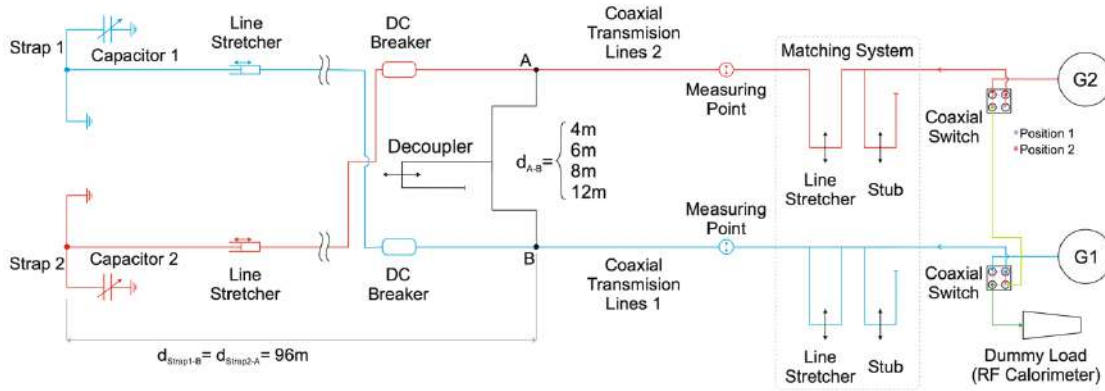 Strap 1
Capacitor 1
Line
Stretcher
DC
Breaker
A
Coaxial
Transmision
Lines 2
Measuring
Point
Matching System
Line
Stretcher
Stub
Coaxial
Switch
G2
Position 1
Position 2
Decoupler
d_A-B=
4m
6m
8m
12m
Strap 2
Capacitor 2
Line
Stretcher
DC
Breaker
B
Coaxial
Transmision
Lines 1
Measuring
Point
Line
Stretcher
Stub
Coaxial
Switch
G1
Dummy Load
(RF Calorimeter)
d_Strap1-B= d_Strap2-A= 96m